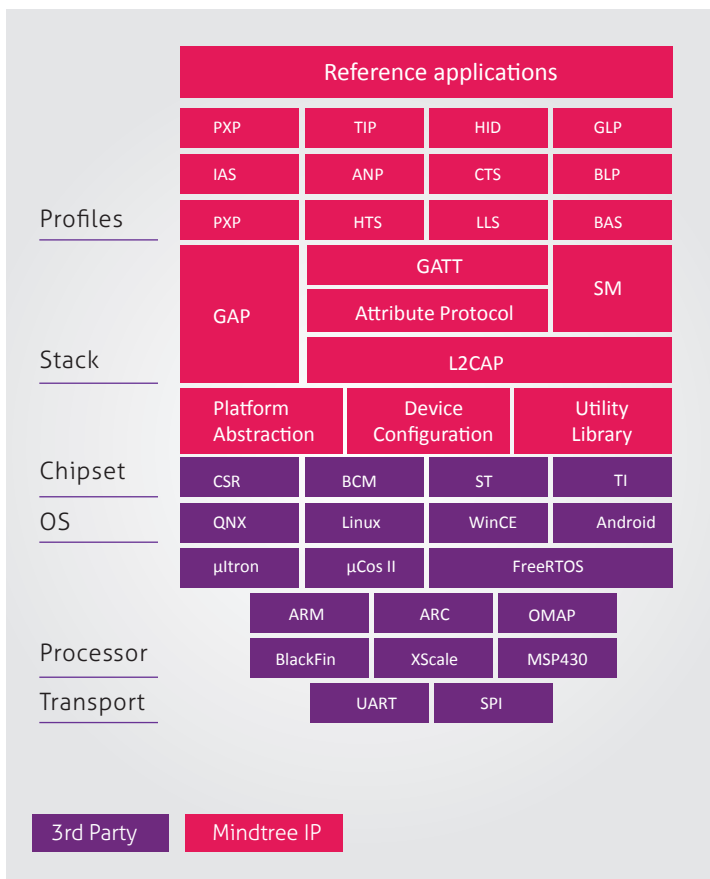 Reference applications
PXP TIP HID GLP
IAS ANP CTS BLP
Profiles PXP HTS LLS BAS
GATT
SM
GAP Attribute Protocol
Stack L2CAP
Platform Device Utility
Abstraction Configuration Library
Chipset CSR BCM ST TI
OS QNX Linux WinCE Android
µItron µCos II FreeRTOS
ARM ARC OMAP
Processor BlackFin XScale MSP430
Transport UART SPI
3rd Party Mindtree IP